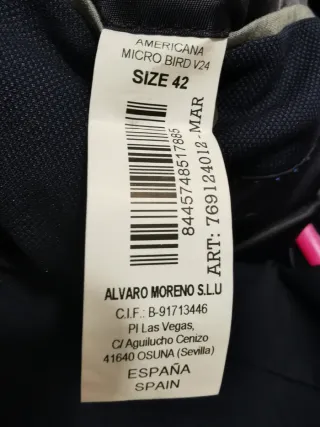 AMERICANA
MICRO BIRD V24
SIZE 42
8445748517885
ART: 769124012-MAR
ALVARO MORENO S.L.U
C.I.F.: B-91713446
PI Las Vegas,
C/ Aguilucho Cenizo
41640 OSUNA (Sevilla)
ESPAÑA
SPAIN